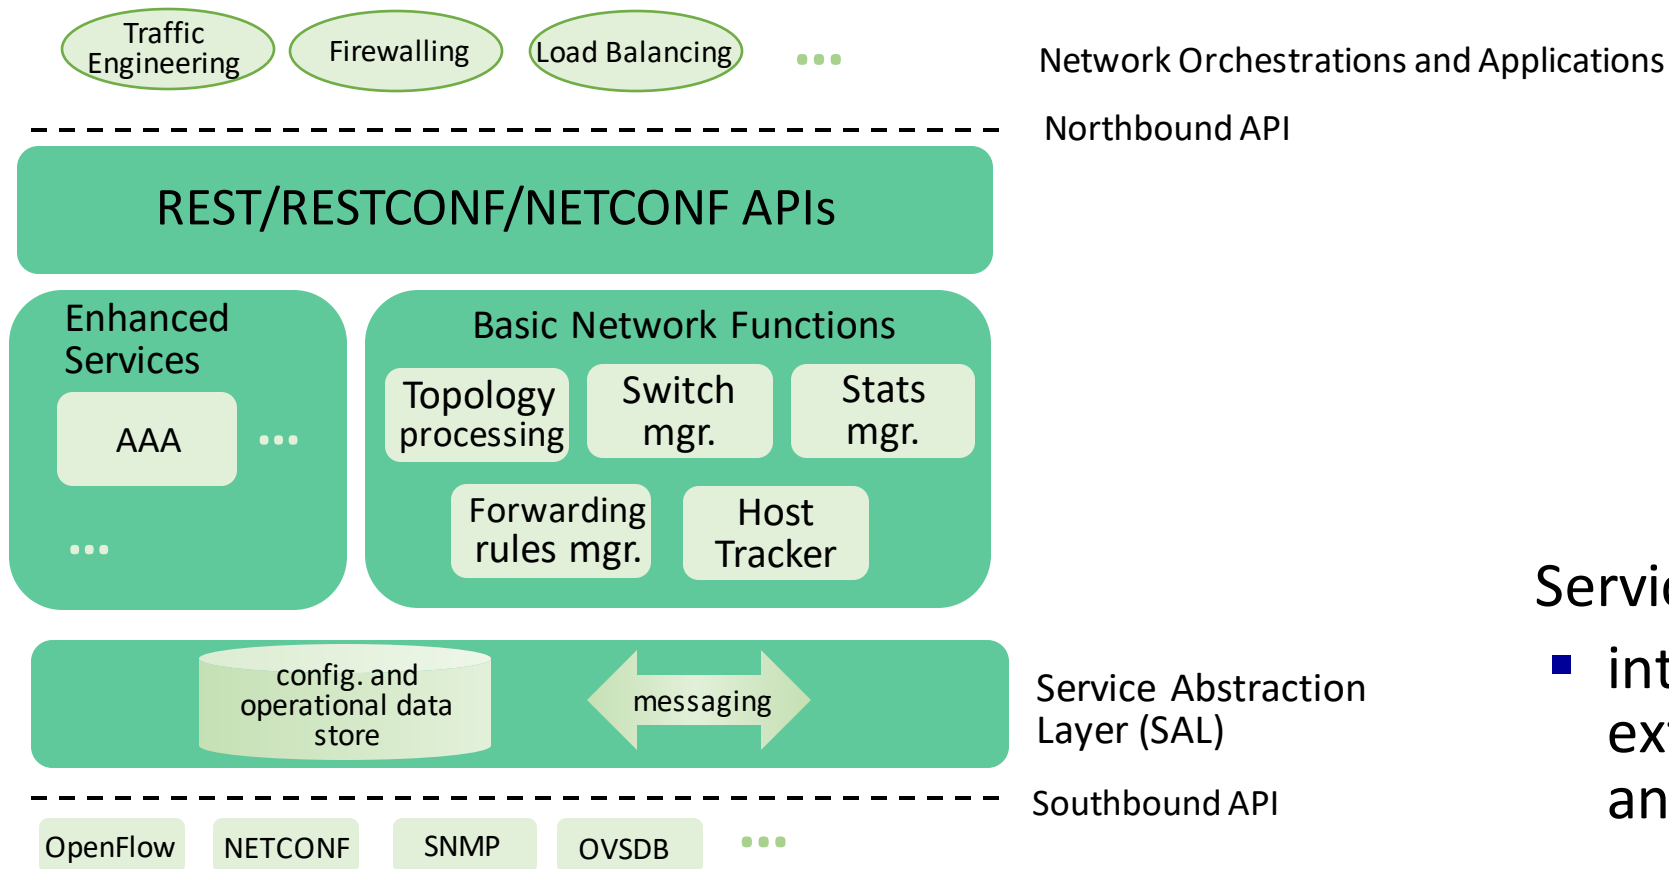 Traffic
Engineering
Firewalling
Load Balancing
...
Network Orchestrations and Applications
Northbound API
REST/RESTCONF/NETCONF APIs
Enhanced
Services
AAA
...
...
Basic Network Functions
Topology
processing
Switch
mgr.
Stats
mgr.
Forwarding
rules mgr.
Host
Tracker
config. and
operational data
store
messaging
Service Abstraction
Layer (SAL)
Southbound API
OpenFlow
NETCONF
SNMP
OVSDB
...